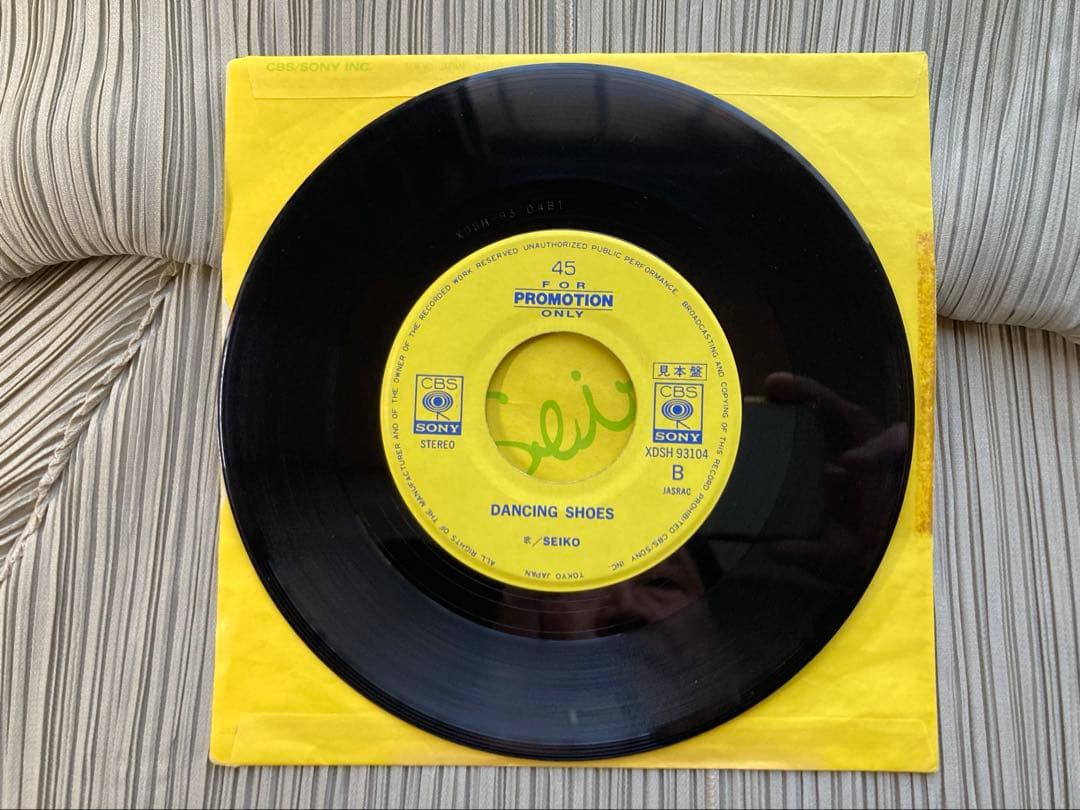 CBS/SONY INC.
XDSH 93104B1
ALL RIGHTS OF THE MANUFACTURER AND OF THE OWNER OF THE RECORDED WORK RESERVED UNAUTHORIZED PUBLIC PERFORMANCE. BROADCASTING AND COPYING OF THIS RECORD PROHIBITED CBS/SONY INC. TOKYO JAPAN
45
FOR
PROMOTION
ONLY
CBS
SONY
STEREO
見本盤
CBS
SONY
XDSH 93104
B
JASRAC
Sei
DANCING SHOES
歌／SEIKO